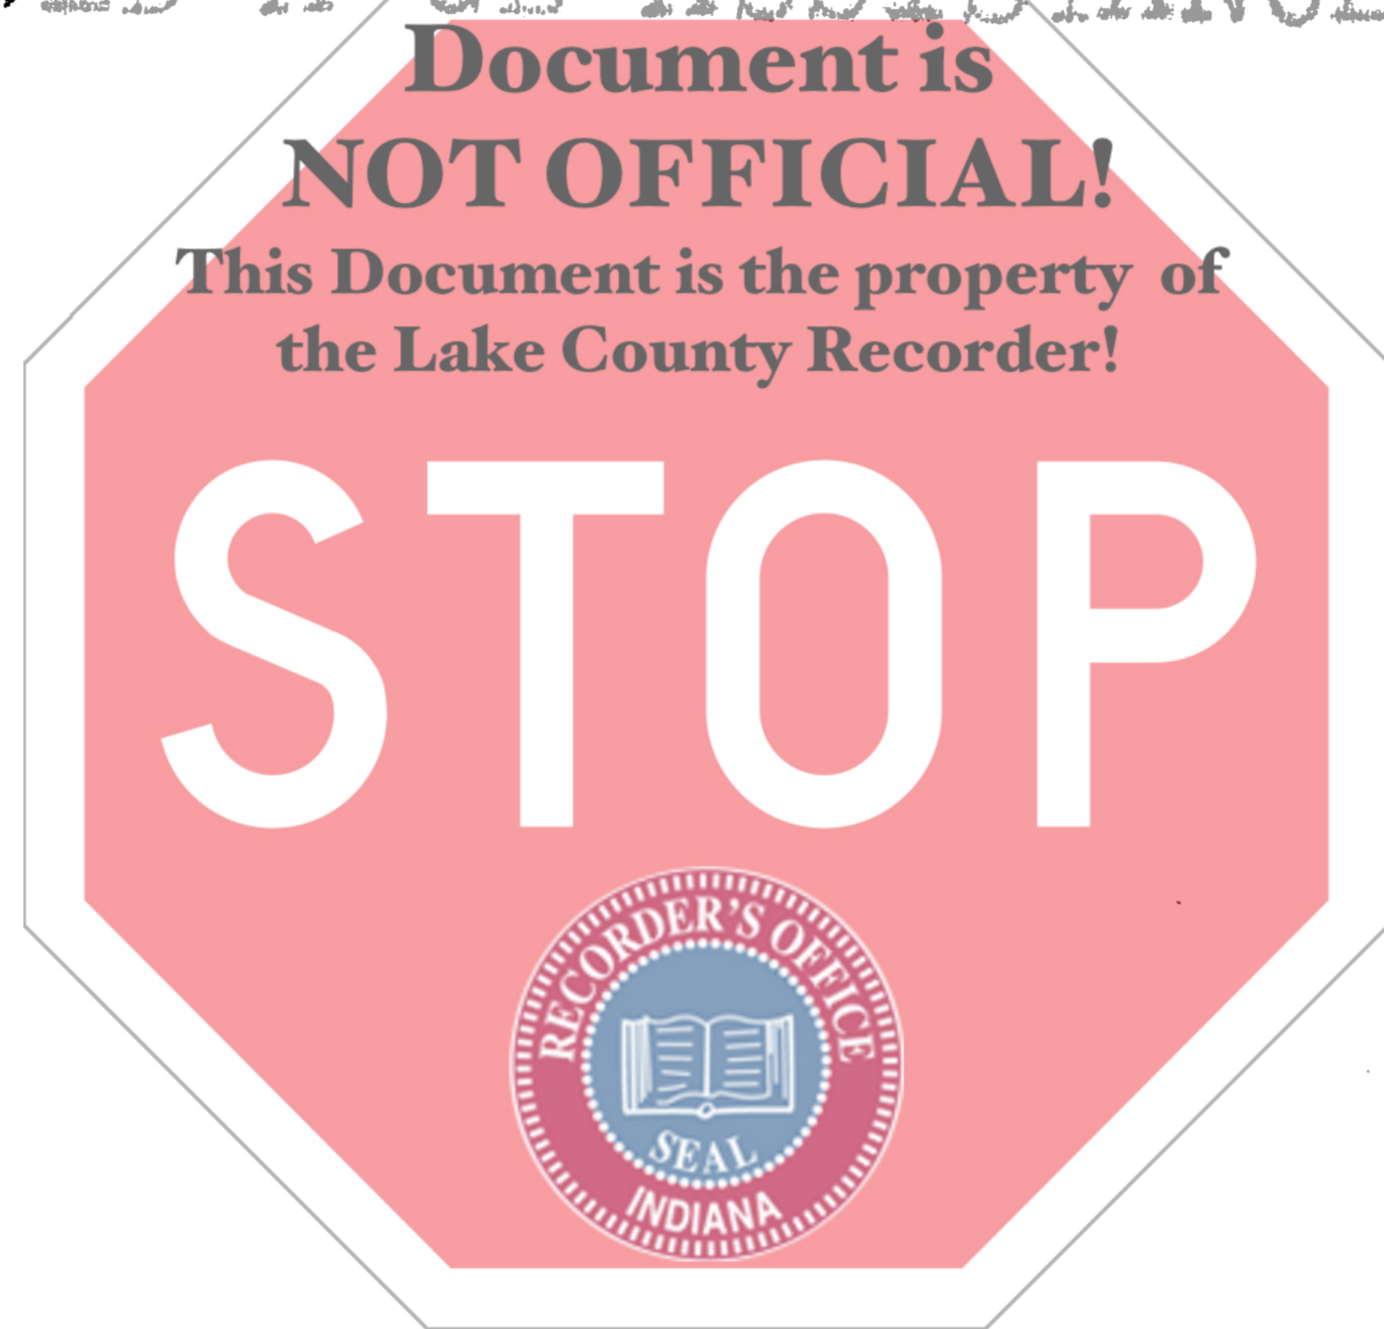 Document is
NOT OFFICIAL!
This Document is the property of
the Lake County Recorder!
STOP
RECORDER'S OFFICE
SEAL
INDIANA